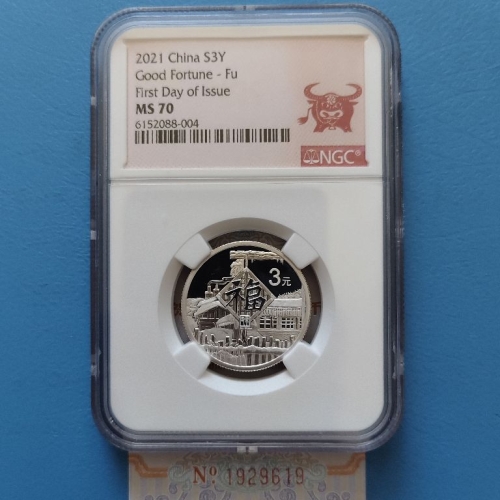 2021 China S3Y
Good Fortune - Fu
First Day of Issue
MS 70
6152088-004
NGC®
3元
福
Nº 1929619